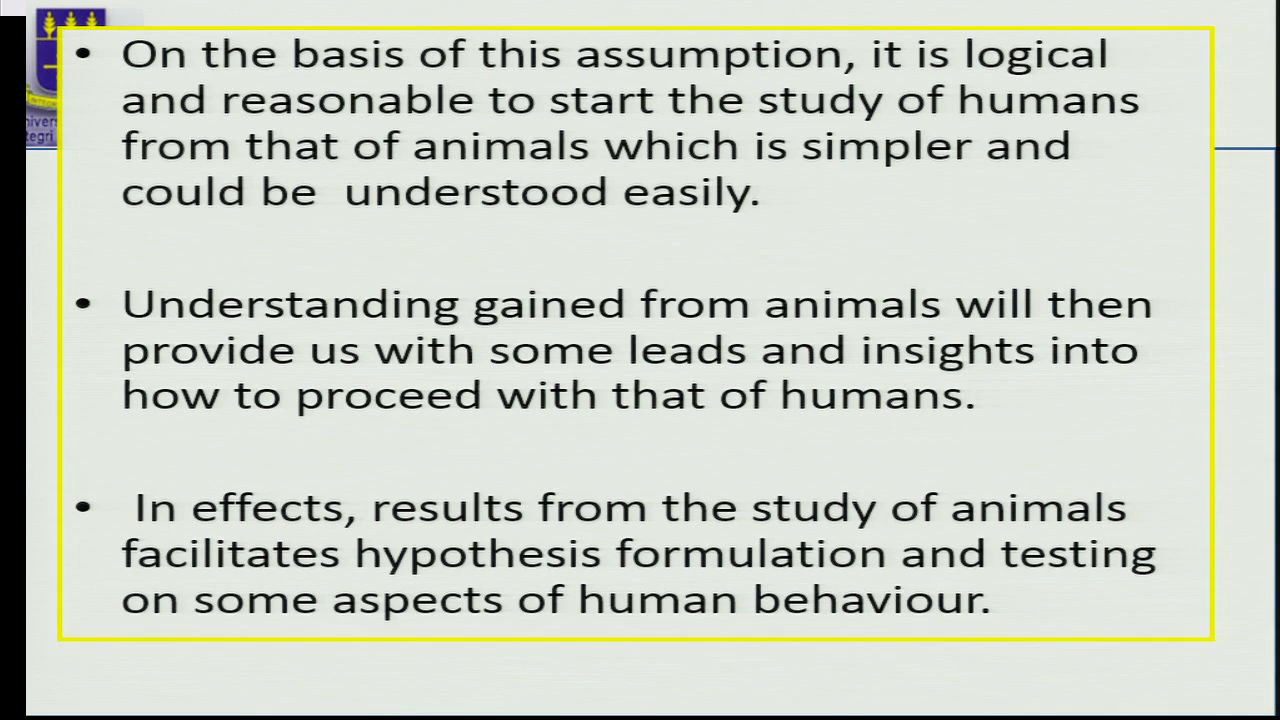 • On the basis of this assumption, it is logical
and reasonable to start the study of humans
from that of animals which is simpler and
could be  understood easily.
• Understanding gained from animals will then
provide us with some leads and insights into
how to proceed with that of humans.
•  In effects, results from the study of animals
facilitates hypothesis formulation and testing
on some aspects of human behaviour.